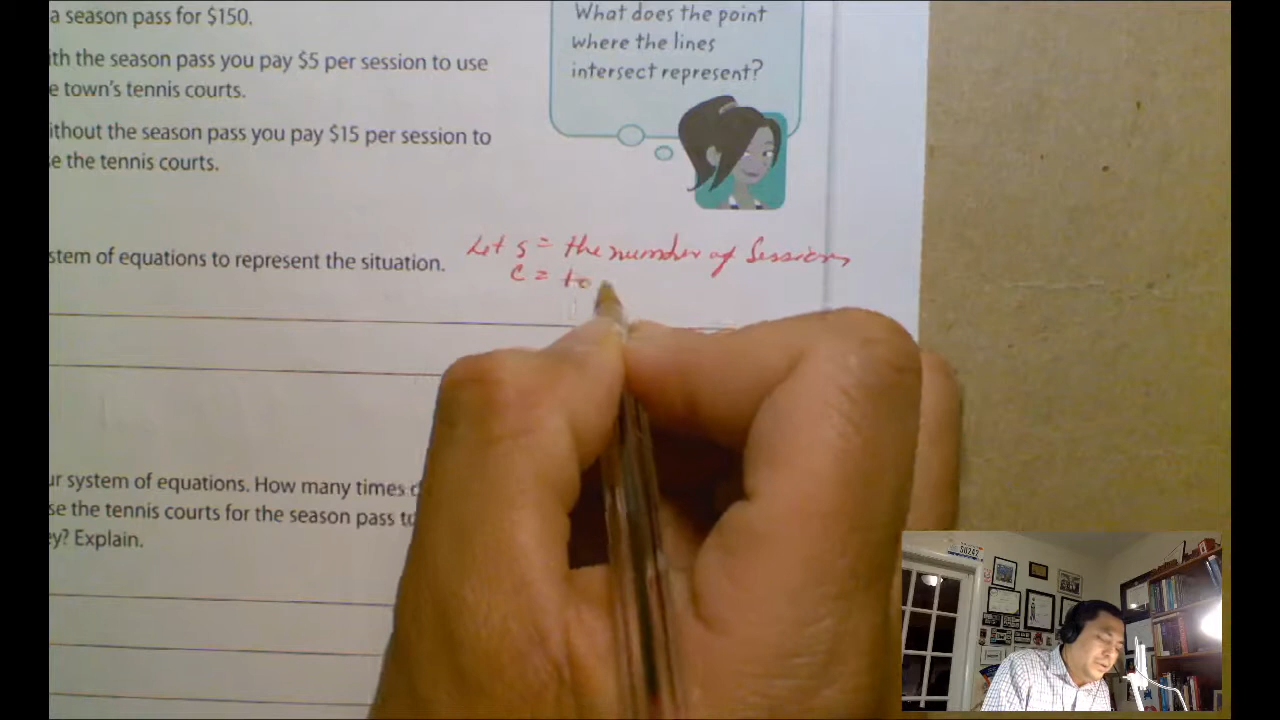 a season pass for $150.
ith the season pass you pay $5 per session to use
e town's tennis courts.
ithout the season pass you pay $15 per session to
e the tennis courts.
What does the point
where the lines
intersect represent?
stem of equations to represent the situation.
Let s = the number of Sessions
C = to
ur system of equations. How many times
se the tennis courts for the season pass to
ey? Explain.